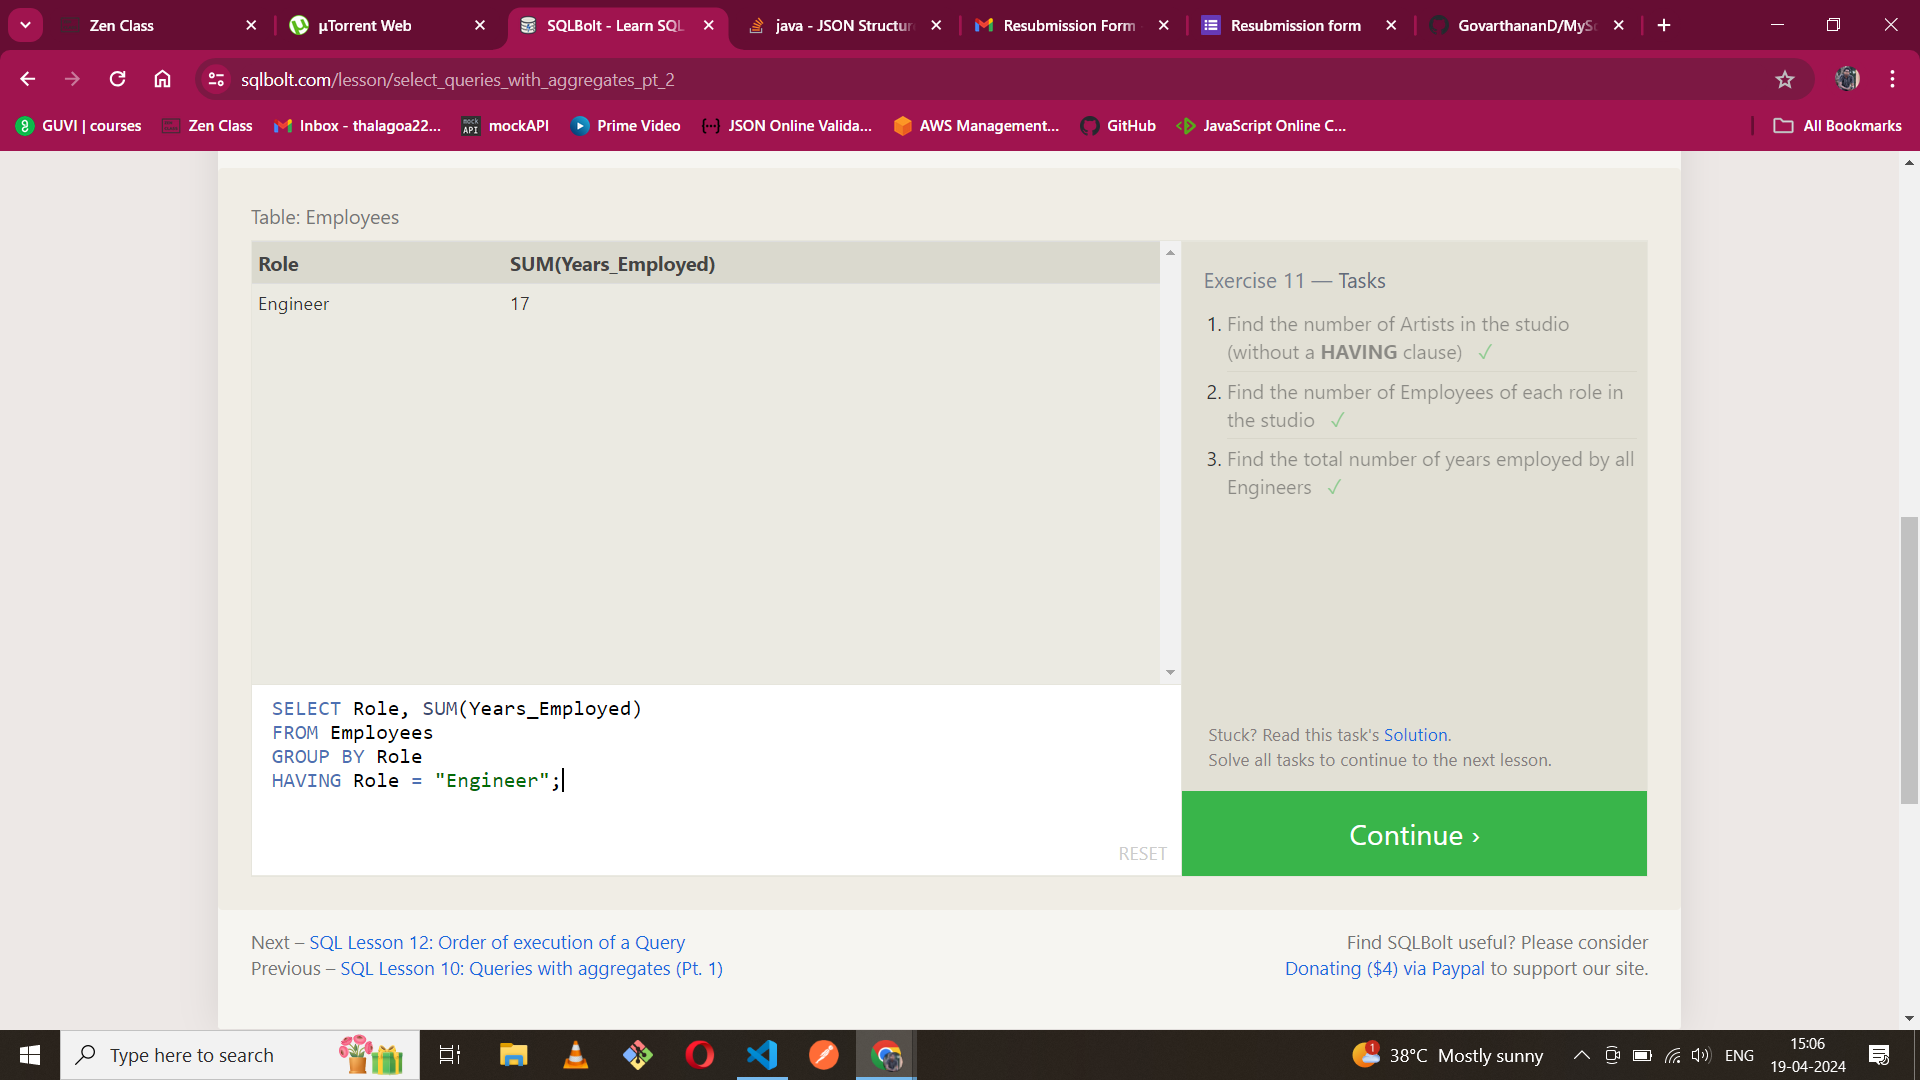 Zen Class
µTorrent Web
SQLBolt - Learn SQL
java - JSON Structur
Resubmission Form
Resubmission form
GovarthananD/MySq
sqlbolt.com/lesson/select_queries_with_aggregates_pt_2
GUVI | courses
Zen Class
Inbox - thalagoa22...
mock API
mockAPI
Prime Video
JSON Online Valida...
AWS Management...
GitHub
JavaScript Online C...
All Bookmarks
Table: Employees
Role SUM(Years_Employed)
Engineer 17
Exercise 11 — Tasks
1. Find the number of Artists in the studio
(without a HAVING clause) ✓
2. Find the number of Employees of each role in
the studio ✓
3. Find the total number of years employed by all
Engineers ✓
SELECT Role, SUM(Years_Employed)
FROM Employees
GROUP BY Role
HAVING Role = "Engineer";
RESET
Stuck? Read this task's Solution.
Solve all tasks to continue to the next lesson.
Continue ›
Next – SQL Lesson 12: Order of execution of a Query
Previous – SQL Lesson 10: Queries with aggregates (Pt. 1)
Find SQLBolt useful? Please consider
Donating ($4) via Paypal to support our site.
Type here to search
1
38°C Mostly sunny
ENG
15:06
19-04-2024